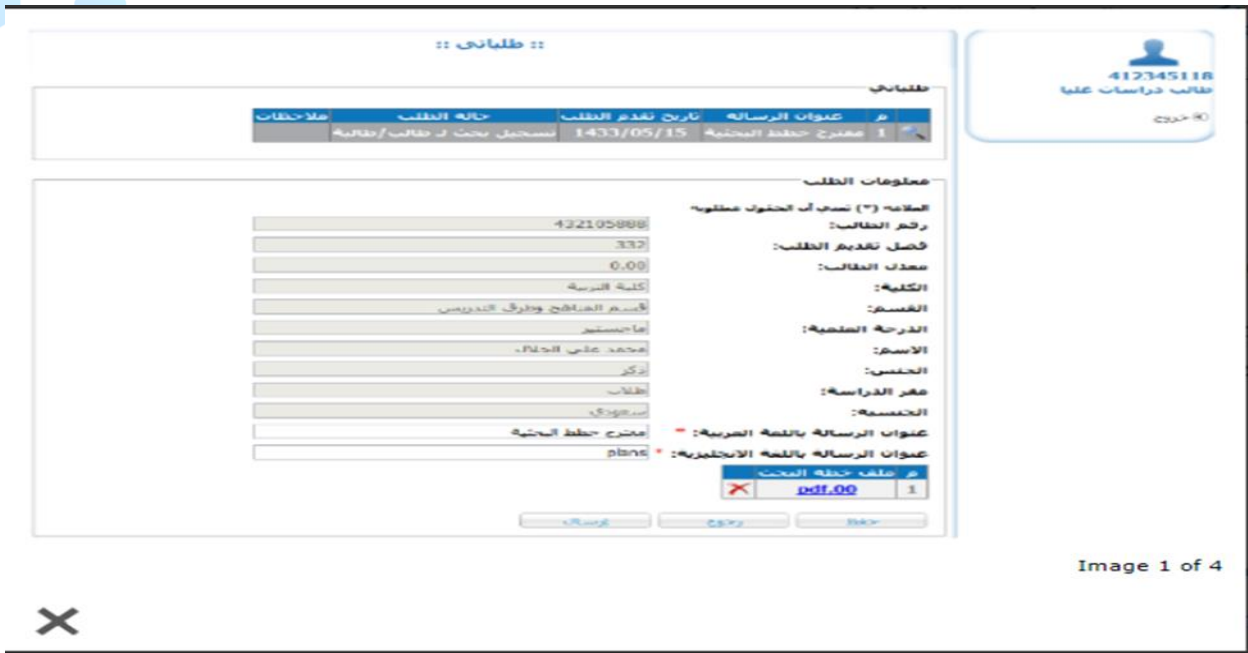 :: طلباتى ::
412345118
طالب دراسات عليا
خروج
طلباتي
م عنوان الرسالة تاريخ تقدم الطلب حالة الطلب ملاحظات
1 مقترح خطط البحثية 1433/05/15 تسجيل بحث لـ طالب/طالبة
معلومات الطلب
العلامة (*) تعني أن الحقول مطلوبة
رقم الطالب: 432105888
فصل تقديم الطلب: 332
معدل الطالب: 0.00
الكلية: كلية التربية
القسم: قسم المناهج وطرق التدريس
الدرجة العلمية: ماجستير
الاسم: محمد علي الجلال
الجنس: ذكر
مقر الدراسة: طلاب
الجنسية: سعودي
عنوان الرسالة باللغة العربية: * مقترح خطط البحثية
عنوان الرسالة باللغة الانجليزية: * plans
م ملف خطة البحث
1 pdf.00
حفظ رجوع إرسال
Image 1 of 4